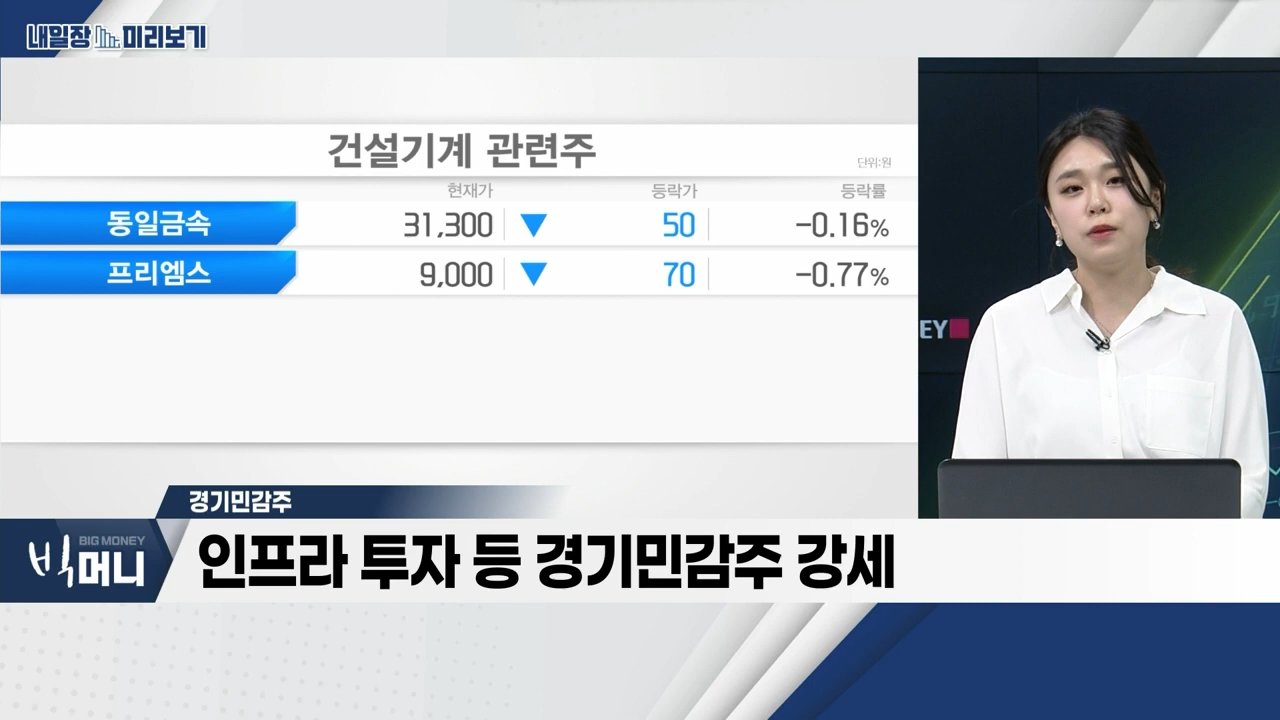 내일장 미리보기
건설기계 관련주
단위:원
현재가 등락가 등락률
동일금속 31,300 ▼ 50 -0.16%
프리엠스 9,000 ▼ 70 -0.77%
EY
경기민감주
BIG MONEY
빅머니
인프라 투자 등 경기민감주 강세